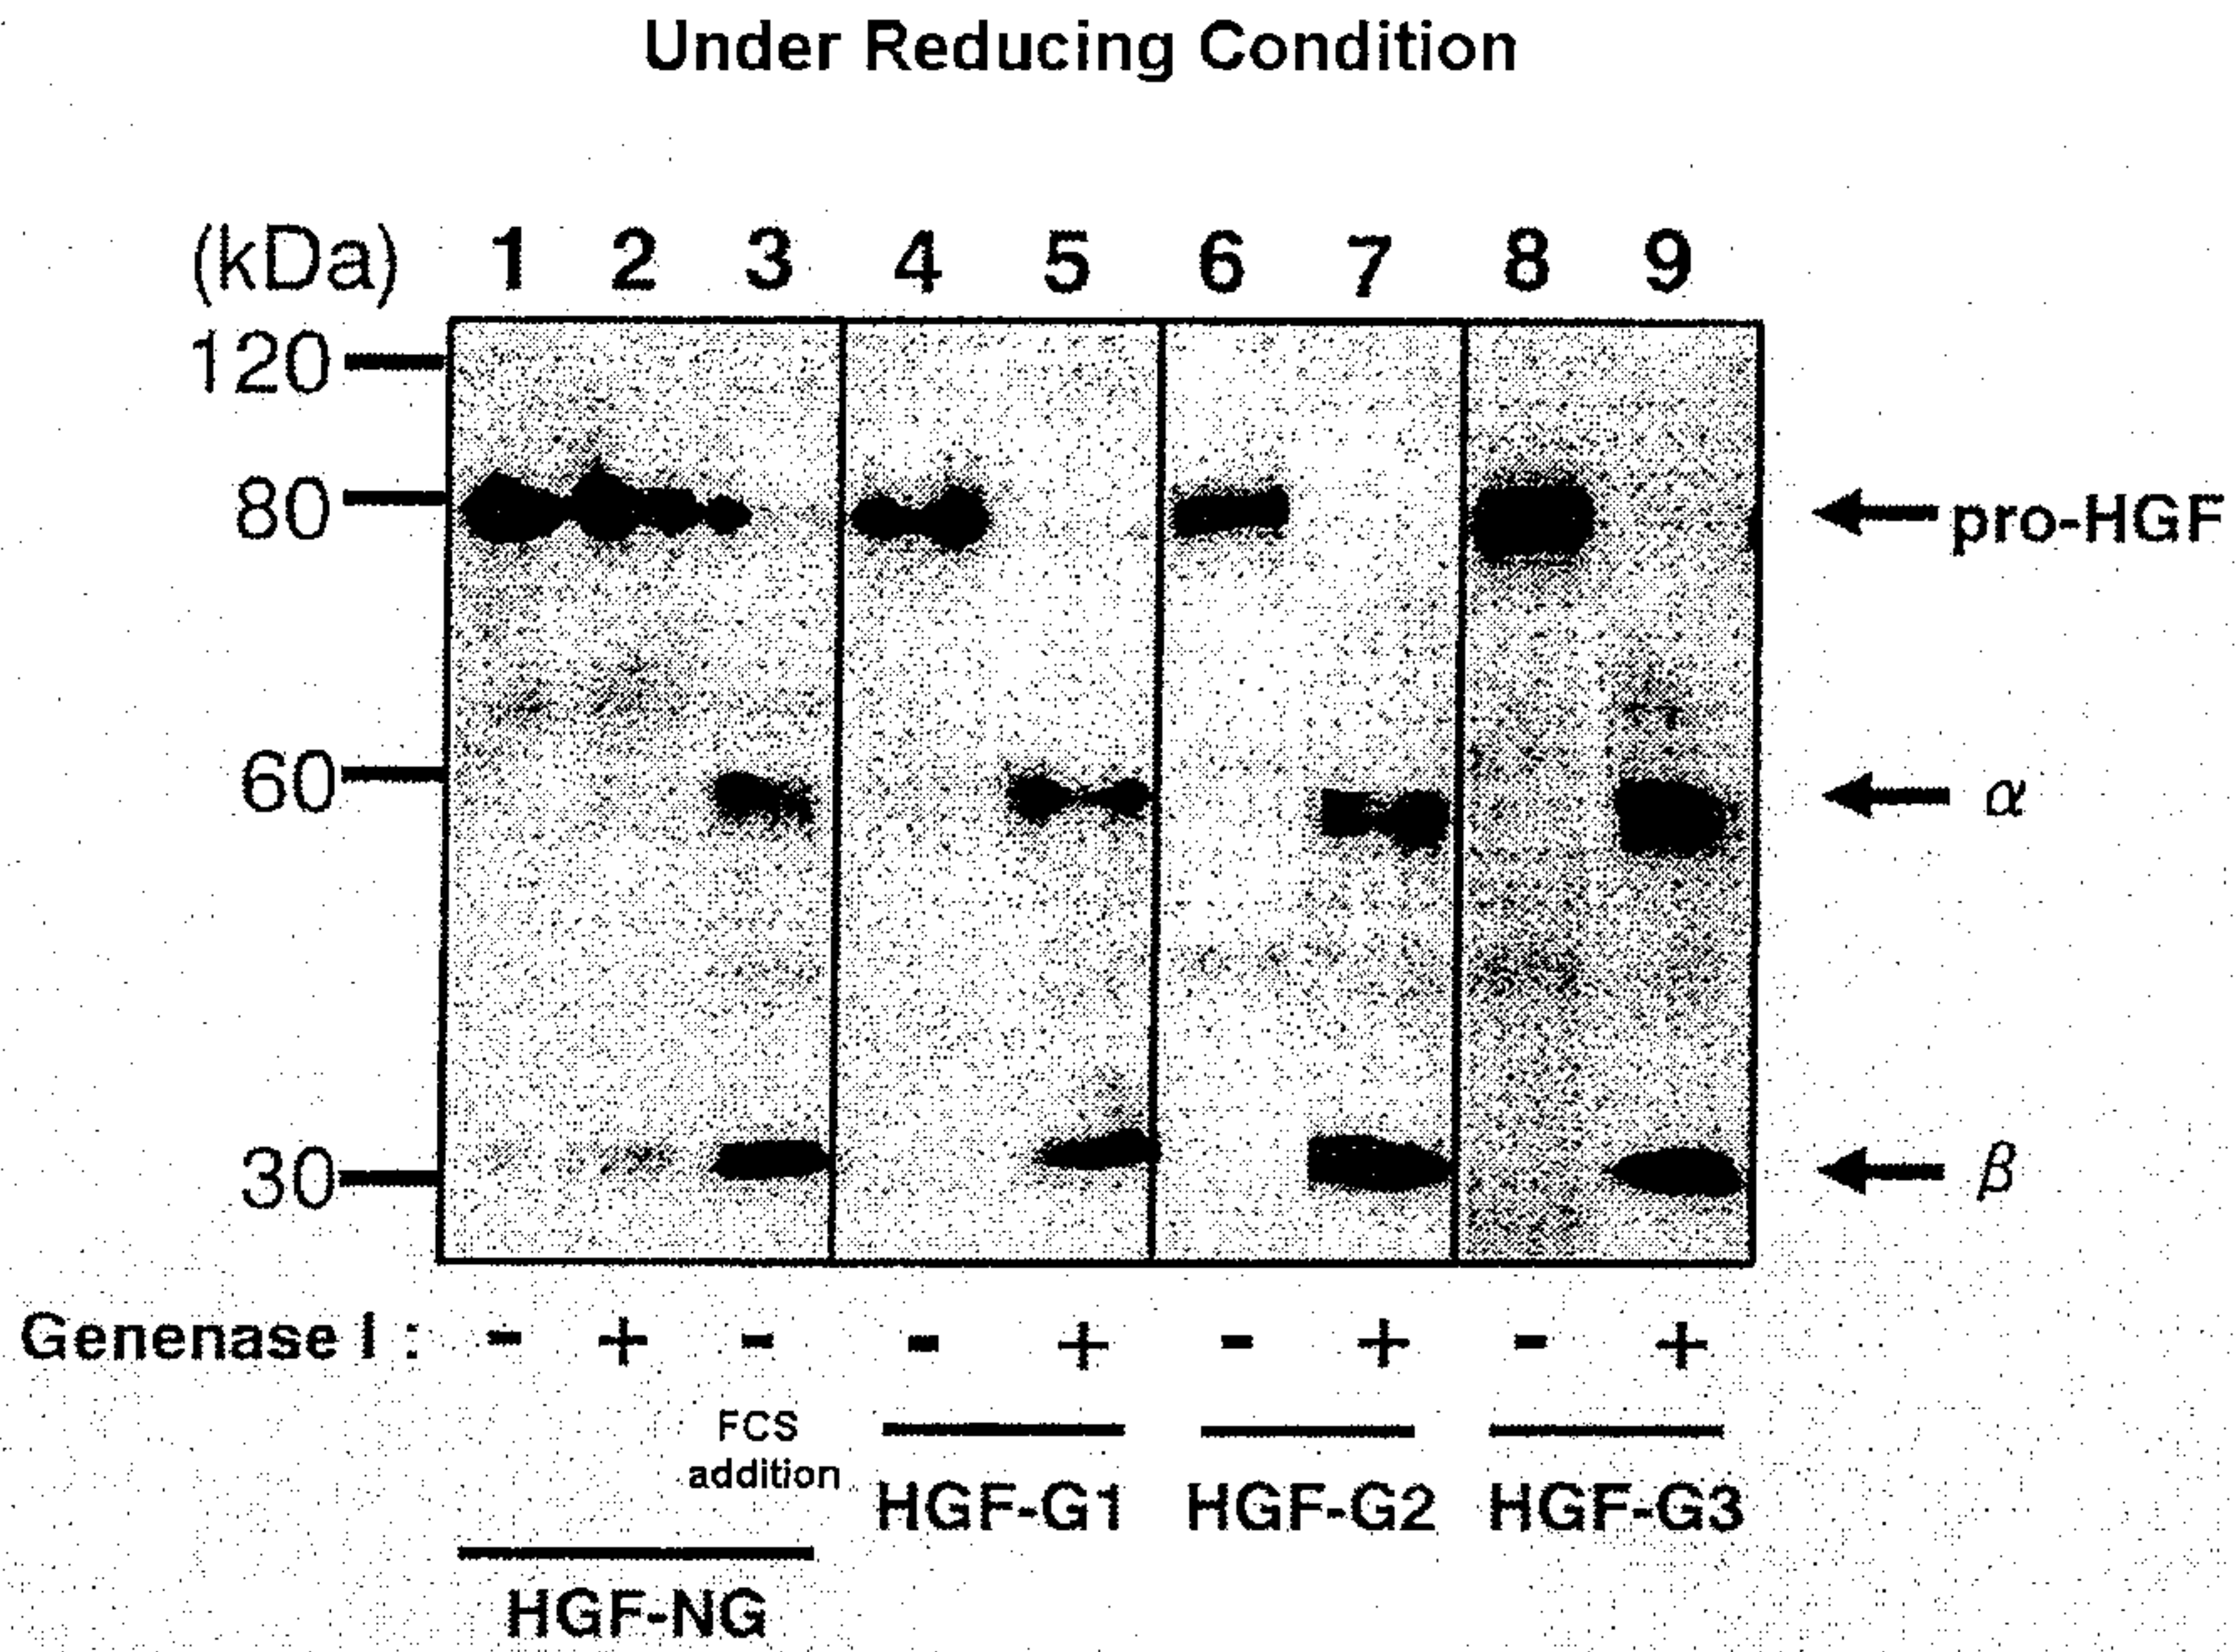 Under Reducing Condition
(kDa) 1 2 3 4 5 6 7 8 9
120
80
pro-HGF
60
α
30
β
Genenase I : - + - - + - + - +
FCS
addition
HGF-G1 HGF-G2 HGF-G3
HGF-NG